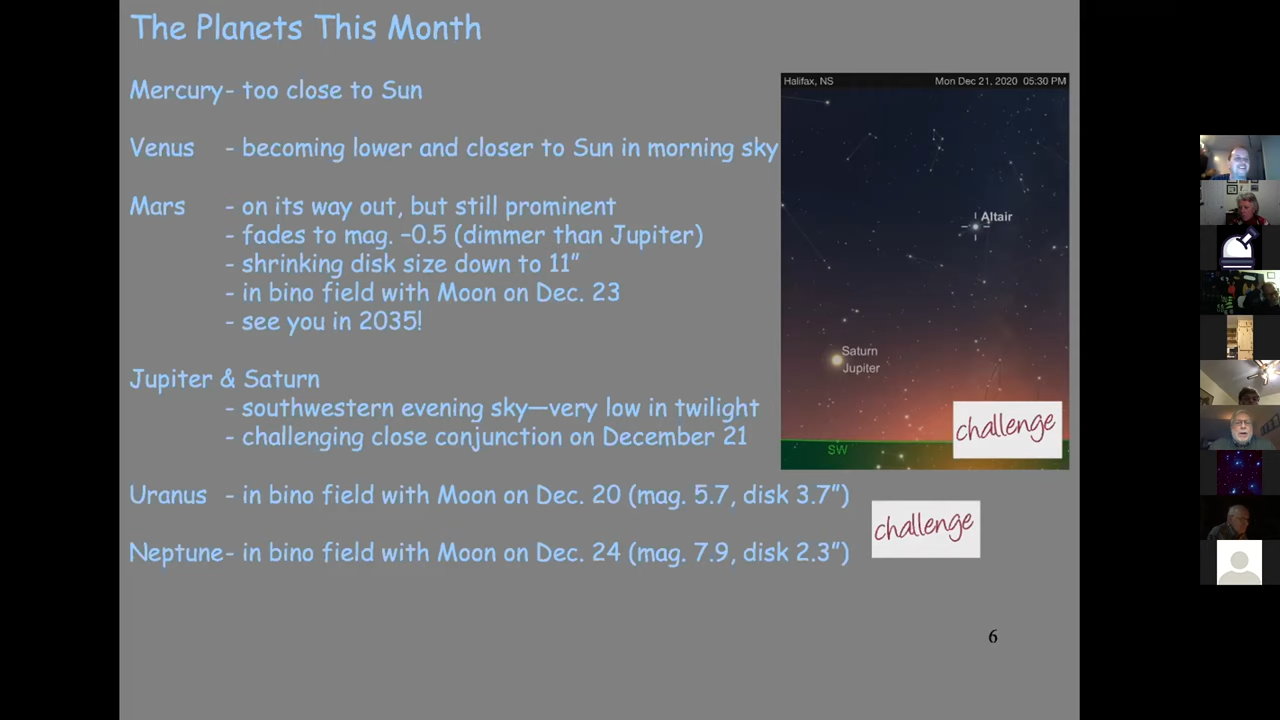 The Planets This Month
Mercury - too close to Sun
Venus - becoming lower and closer to Sun in morning sky
Mars - on its way out, but still prominent
- fades to mag. –0.5 (dimmer than Jupiter)
- shrinking disk size down to 11”
- in bino field with Moon on Dec. 23
- see you in 2035!
Jupiter & Saturn
- southwestern evening sky—very low in twilight
- challenging close conjunction on December 21
Uranus - in bino field with Moon on Dec. 20 (mag. 5.7, disk 3.7”)
Neptune - in bino field with Moon on Dec. 24 (mag. 7.9, disk 2.3”)
Halifax, NS Mon Dec 21, 2020 05:30 PM
Altair
Saturn
Jupiter
challenge
SW
challenge
6